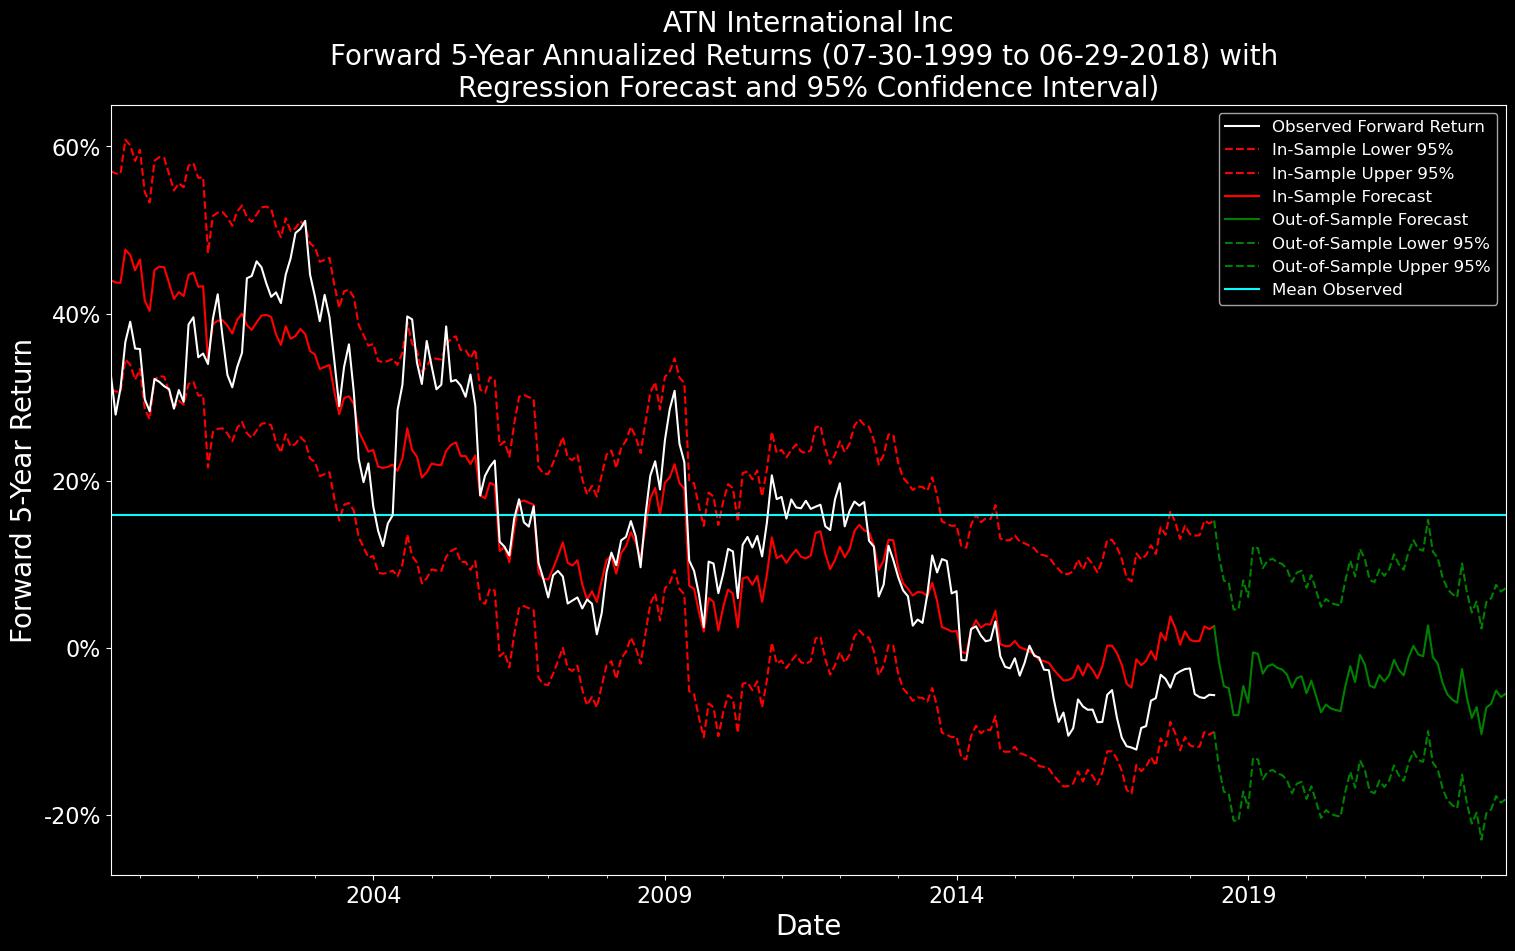 ATN International Inc
Forward 5-Year Annualized Returns (07-30-1999 to 06-29-2018) with
Regression Forecast and 95% Confidence Interval)
Observed Forward Return
In-Sample Lower 95%
In-Sample Upper 95%
In-Sample Forecast
Out-of-Sample Forecast
Out-of-Sample Lower 95%
Out-of-Sample Upper 95%
Mean Observed
Forward 5-Year Return
60%
40%
20%
0%
-20%
2004
2009
2014
2019
Date